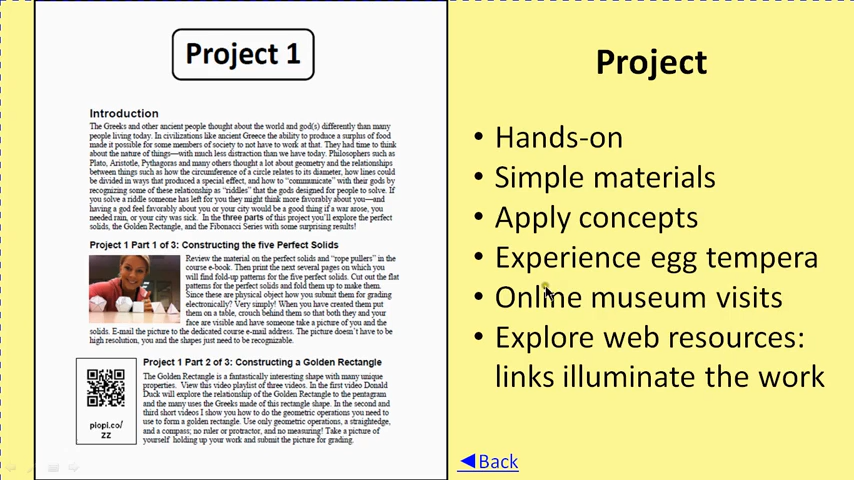 Project 1
Introduction
The Greeks and other ancient people thought about the world and god(s) differently than many
people living today. In civilizations like ancient Greece the ability to produce a surplus of food
made it possible for some members of society to not have to work at that. They had time to think
about the nature of things—with much less distraction than we have today. Philosophers such as
Plato, Aristotle, Pythagoras and many others thought a lot about geometry and the relationships
between things such as how the circumference of a circle relates to its diameter, how lines could
be divided in ways that produced a special effect, and how to “communicate” with their gods by
recognizing some of these relationship as “riddles” that the gods designed for people to solve. If
you solve a riddle someone has left for you they might think more favorably about you—and
having a god feel favorably about you or your city would be a good thing if a war arose, you
needed rain, or your city was sick. In the three parts of this project you’ll explore the perfect
solids, the Golden Rectangle, and the Fibonacci Series with some surprising results!
Project 1 Part 1 of 3: Constructing the five Perfect Solids
Review the material on the perfect solids and “rope pullers” in the
course e-book. Then print the next several pages on which you
will find fold-up patterns for the five perfect solids. Cut out the flat
patterns for the perfect solids and fold them up to make them.
Since these are physical object how you submit them for grading
electronically? Very simply! When you have created them put
them on a table, crouch behind them so that both they and your
face are visible and have someone take a picture of you and the
solids. E-mail the picture to the dedicated course e-mail address. The picture doesn’t have to be
high resolution, you and the shapes just need to be recognizable.
Project 1 Part 2 of 3: Constructing a Golden Rectangle
The Golden Rectangle is a fantastically interesting shape with many unique
properties. View this video playlist of three videos. In the first video Donald
Duck will explore the relationship of the Golden Rectangle to the pentagram
and the many uses the Greeks made of this rectangle shape. In the second and
third short videos I show you how to do the geometric operations you need to
use to form a golden rectangle. Use only geometric operations, a straightedge,
and a compass; no ruler or protractor, and no measuring! Take a picture of
yourself holding up your work and submit the picture for grading.
piopi.co/
ZZ
Project
• Hands-on
• Simple materials
• Apply concepts
• Experience egg tempera
• Online museum visits
• Explore web resources:
links illuminate the work
◀Back